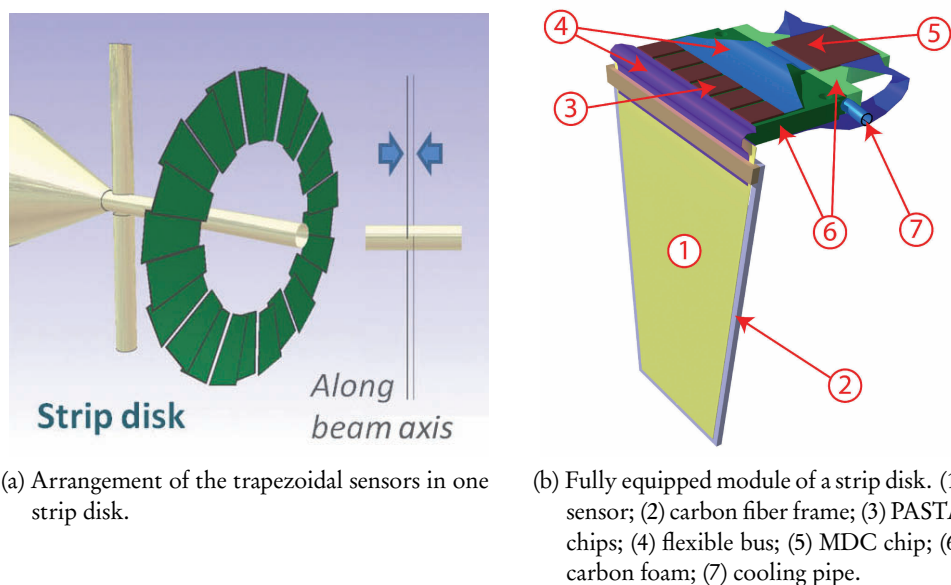 Strip disk
Along
beam axis
4
5
3
6
7
1
2
(a) Arrangement of the trapezoidal sensors in one
strip disk.
(b) Fully equipped module of a strip disk. (1
sensor; (2) carbon fiber frame; (3) PASTA
chips; (4) flexible bus; (5) MDC chip; (6
carbon foam; (7) cooling pipe.